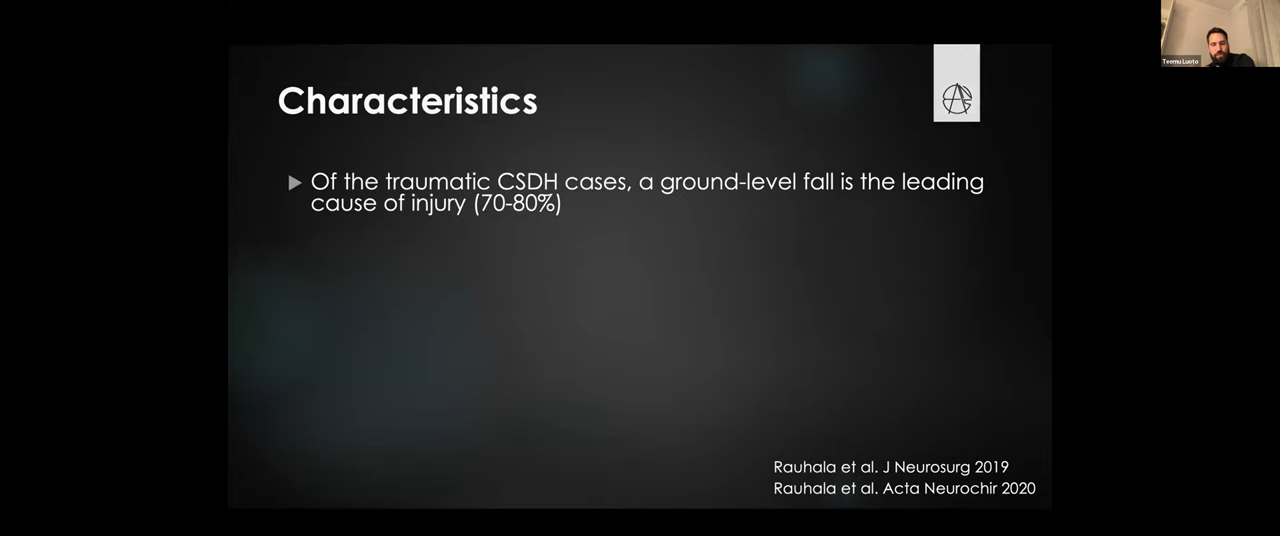 Teemu Luoto
Characteristics
Of the traumatic CSDH cases, a ground-level fall is the leading
cause of injury (70-80%)
Rauhala et al. J Neurosurg 2019
Rauhala et al. Acta Neurochir 2020